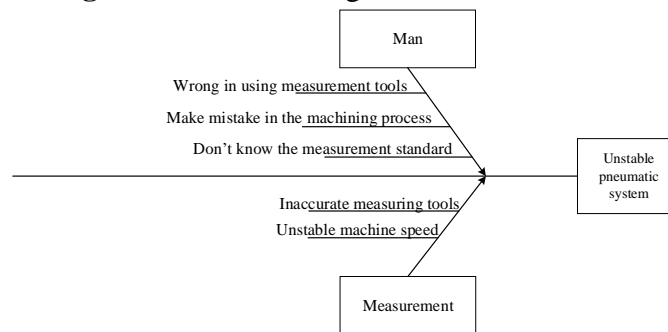 Man
Wrong in using measurement tools
Make mistake in the machining process
Don't know the measurement standard
Unstable
pneumatic
system
Inaccurate measuring tools
Unstable machine speed
Measurement